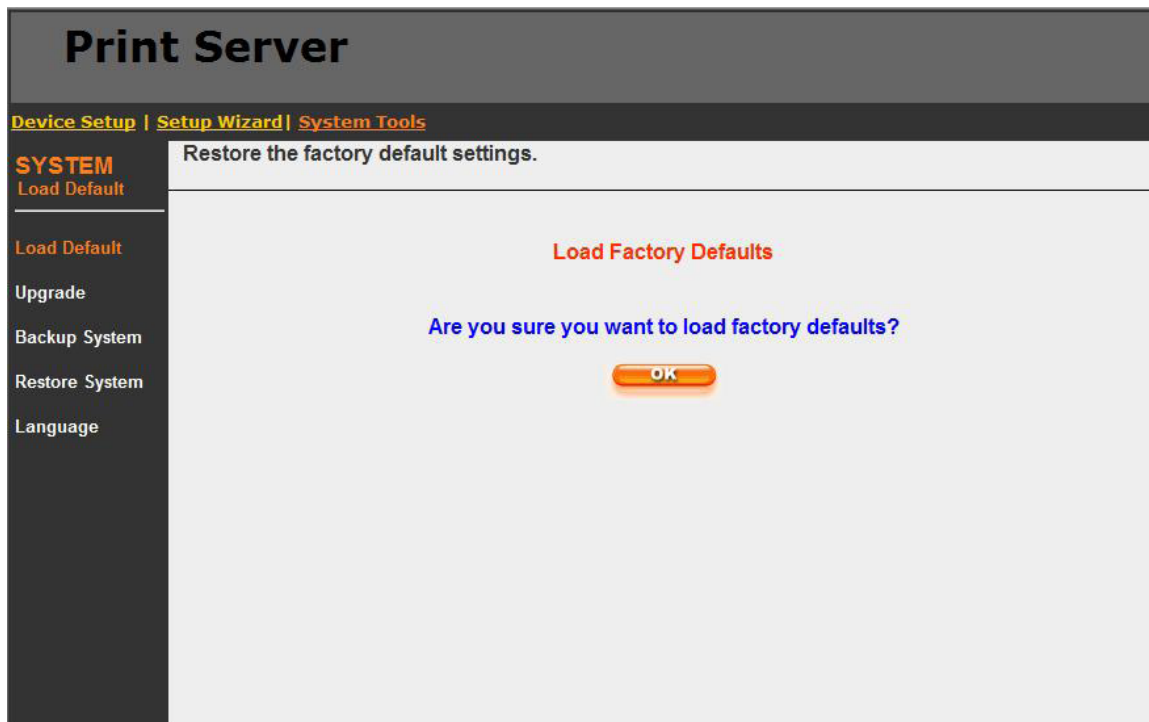 Print Server
Device Setup | Setup Wizard| System Tools
SYSTEM
Load Default
Load Default
Upgrade
Backup System
Restore System
Language
Restore the factory default settings.
Load Factory Defaults
Are you sure you want to load factory defaults?
OK